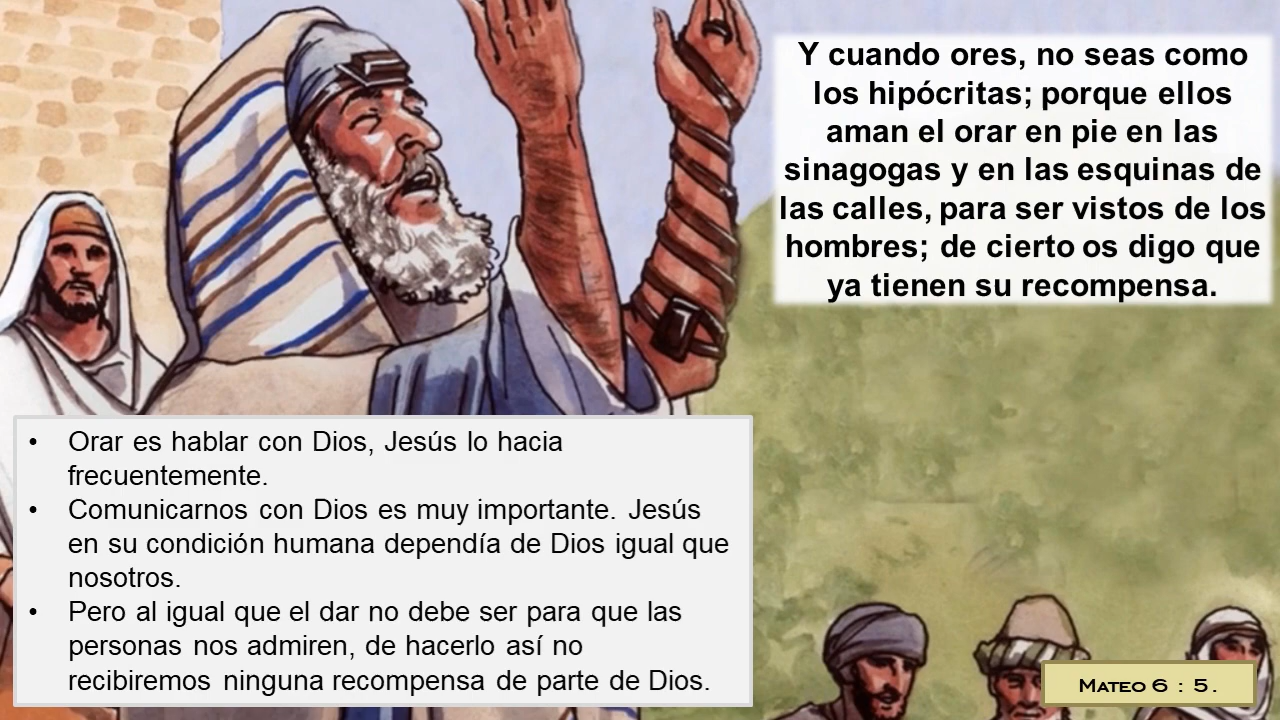 Y cuando ores, no seas como
los hipócritas; porque ellos
aman el orar en pie en las
sinagogas y en las esquinas de
las calles, para ser vistos de los
hombres; de cierto os digo que
ya tienen su recompensa.
• Orar es hablar con Dios, Jesús lo hacia
frecuentemente.
• Comunicarnos con Dios es muy importante. Jesús
en su condición humana dependía de Dios igual que
nosotros.
• Pero al igual que el dar no debe ser para que las
personas nos admiren, de hacerlo así no
recibiremos ninguna recompensa de parte de Dios.
Mateo 6 : 5.